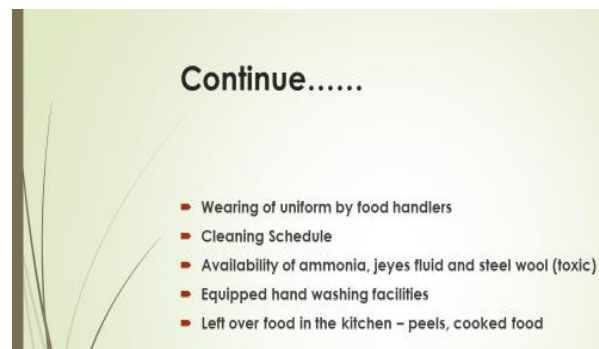 Continue......
Wearing of uniform by food handlers
Cleaning Schedule
Availability of ammonia, jeyes fluid and steel wool (toxic)
Equipped hand washing facilities
Left over food in the kitchen – peels, cooked food